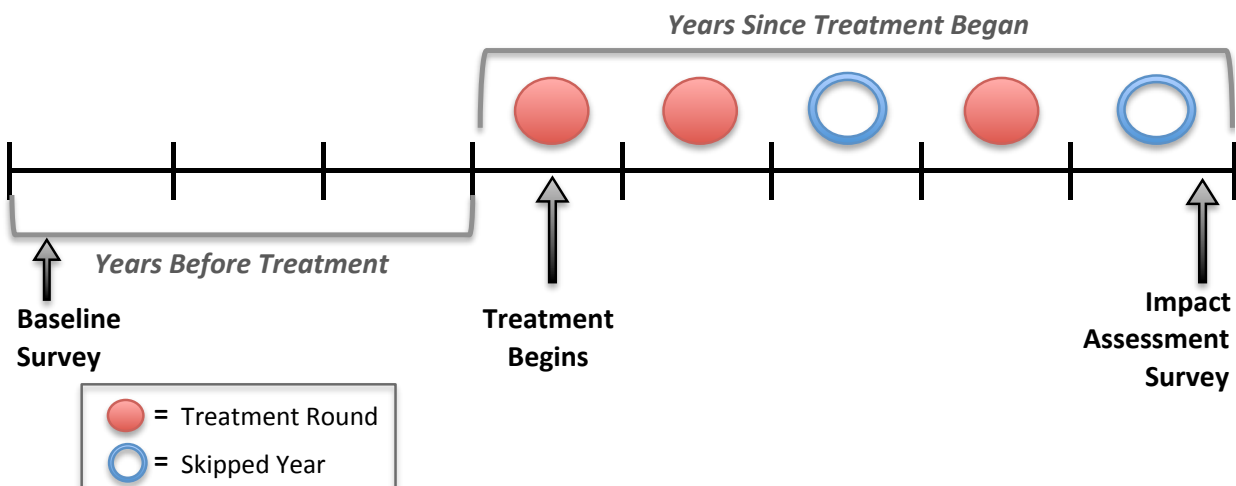 Years Since Treatment Began
Years Before Treatment
Baseline
Survey
Treatment
Begins
Impact
Assessment
Survey
= Treatment Round
= Skipped Year